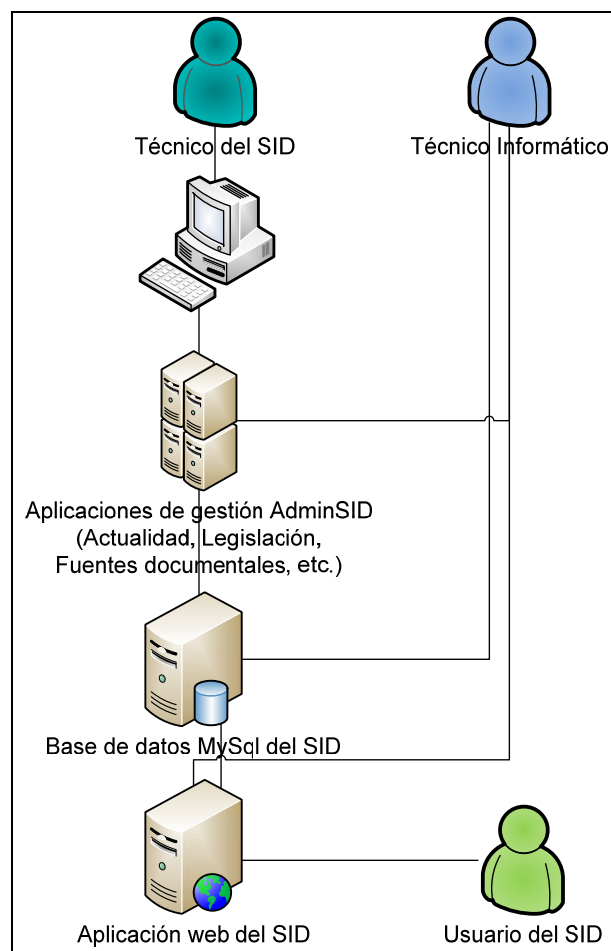 Técnico del SID
Técnico Informático
Aplicaciones de gestión AdminSID
(Actualidad, Legislación,
Fuentes documentales, etc.)
Base de datos MySql del SID
Aplicación web del SID
Usuario del SID